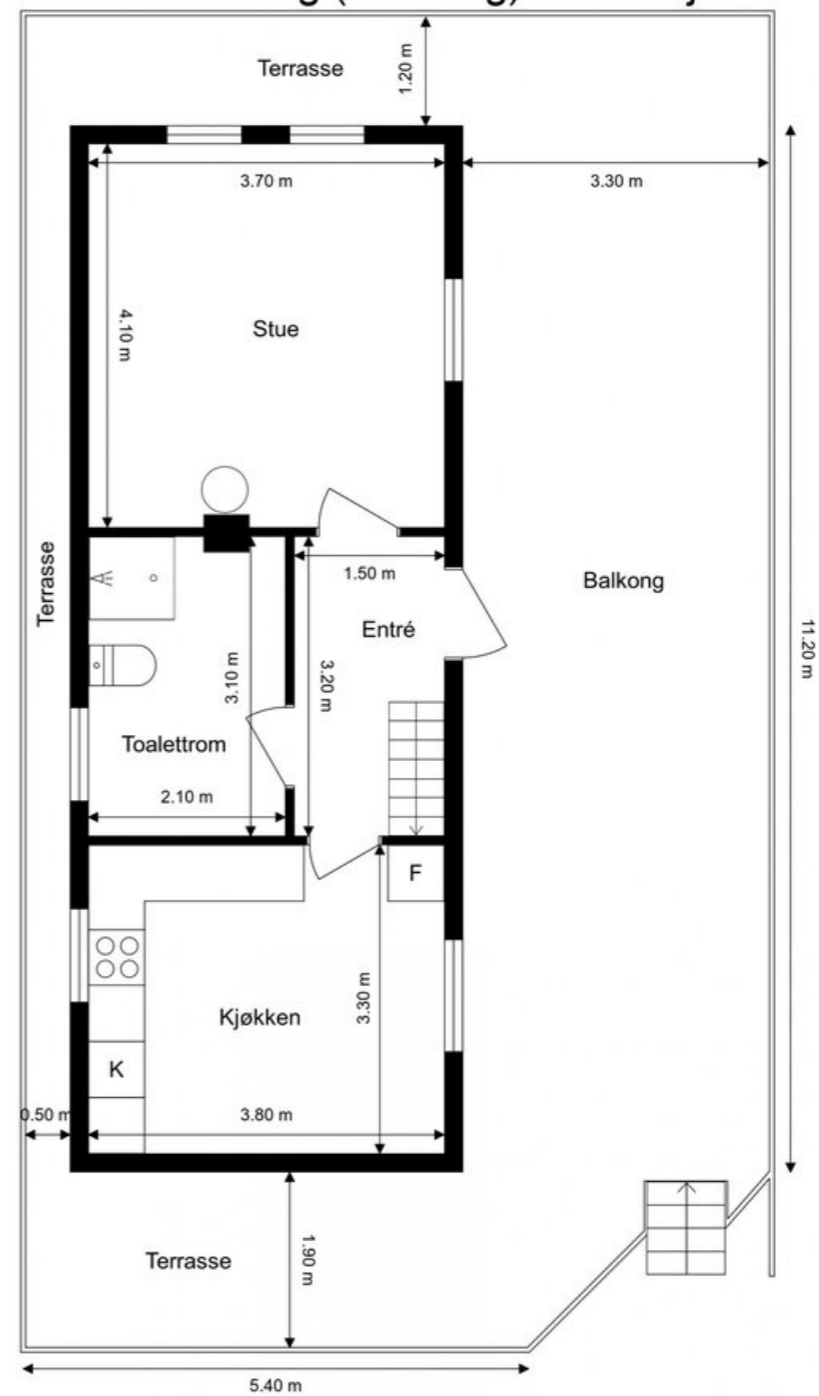 Terrasse
1.20 m
3.70 m
3.30 m
4.10 m
Stue
Terrasse
1.50 m
Balkong
Entré
11.20 m
3.10 m
3.20 m
Toalettrom
2.10 m
F
3.30 m
Kjøkken
K
0.50 m
3.80 m
Terrasse
1.90 m
5.40 m